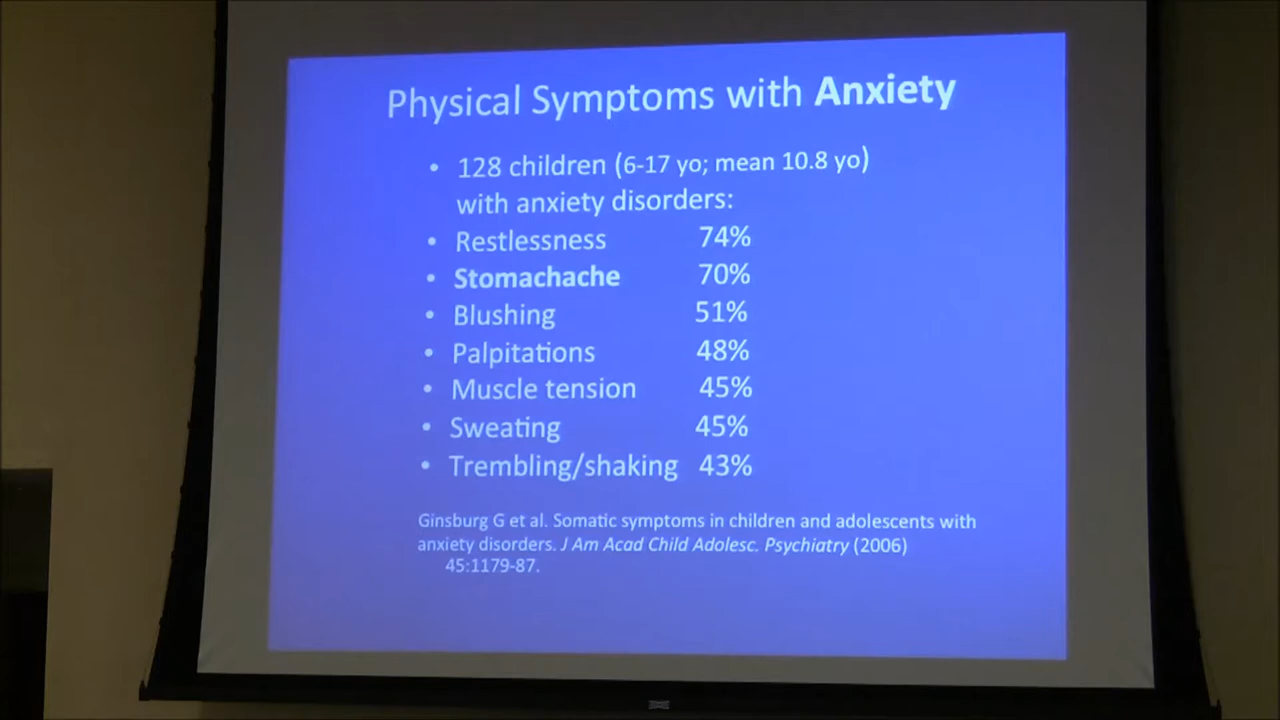 Physical Symptoms with Anxiety
• 128 children (6-17 yo; mean 10.8 yo)
with anxiety disorders:
• Restlessness 74%
• Stomachache 70%
• Blushing 51%
• Palpitations 48%
• Muscle tension 45%
• Sweating 45%
• Trembling/shaking 43%
Ginsburg G et al. Somatic symptoms in children and adolescents with
anxiety disorders. J Am Acad Child Adolesc. Psychiatry (2006)
45:1179-87.